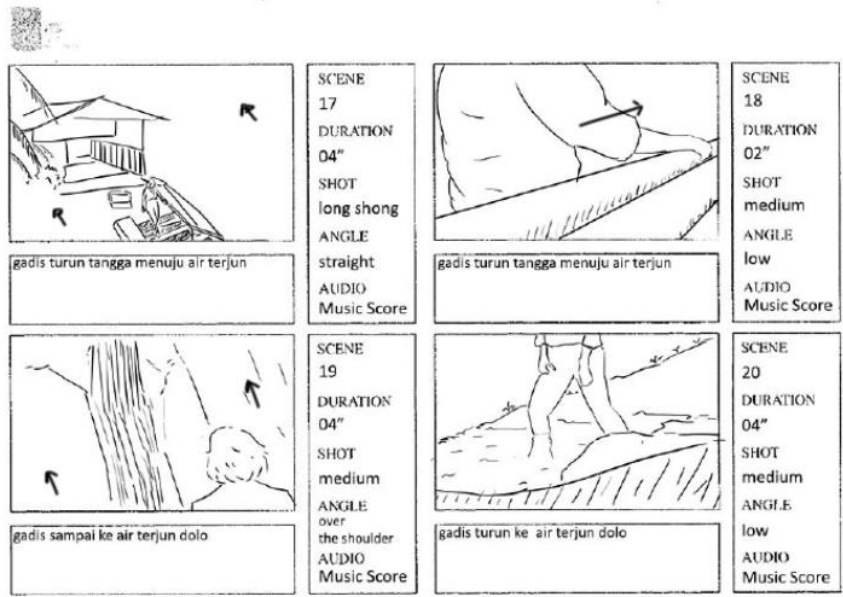 SCENE
17
DURATION
04”
SHOT
long shong
ANGLE
straight
AUDIO
Music Score
gadis turun tangga menuju air terjun
SCENE
18
DURATION
02”
SHOT
medium
ANGLE
low
AUDIO
Music Score
gadis turun tangga menuju air terjun
SCENE
19
DURATION
04”
SHOT
medium
ANGLE
over
the shoulder
AUDIO
Music Score
gadis sampai ke air terjun dolo
SCENE
20
DURATION
04”
SHOT
medium
ANGLE
low
AUDIO
Music Score
gadis turun ke air terjun dolo